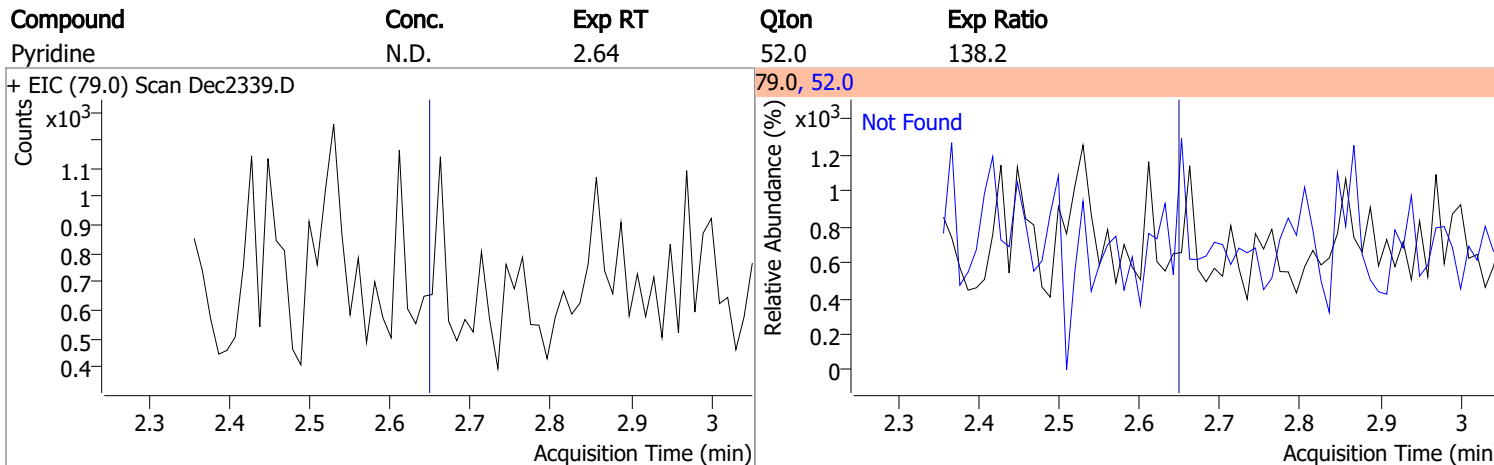 Compound Conc. Exp RT QIon Exp Ratio
Pyridine N.D. 2.64 52.0 138.2
+ EIC (79.0) Scan Dec2339.D
Counts
x10³
1.1
1
0.9
0.8
0.7
0.6
0.5
0.4
2.3 2.4 2.5 2.6 2.7 2.8 2.9 3
Acquisition Time (min)
79.0, 52.0
Relative Abundance (%)
x10³
Not Found
1.2
1
0.8
0.6
0.4
0.2
0
2.3 2.4 2.5 2.6 2.7 2.8 2.9 3
Acquisition Time (min